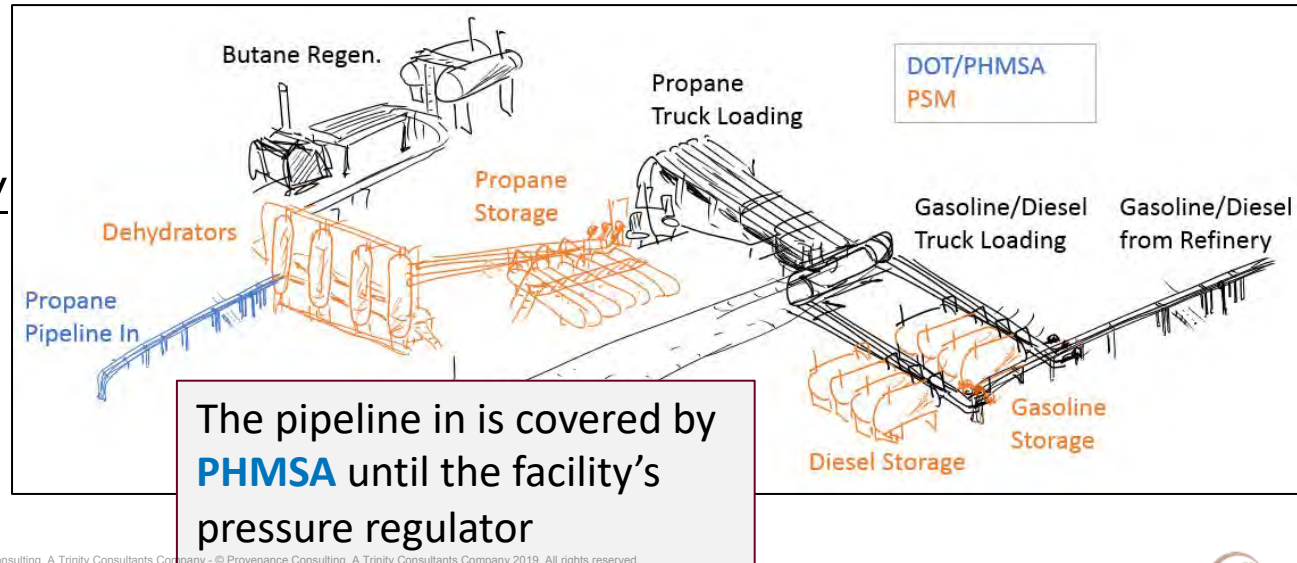 Butane Regen.
DOT/PHMSA
PSM
Propane
Truck Loading
Propane
Storage
Dehydrators
Gasoline/Diesel
Truck Loading
Gasoline/Diesel
from Refinery
Propane
Pipeline In
Gasoline
Storage
Diesel Storage
The pipeline in is covered by
PHMSA until the facility’s
pressure regulator
onsulting, A Trinity Consultants Company - © Provenance Consulting, A Trinity Consultants Company 2019. All rights reserved.